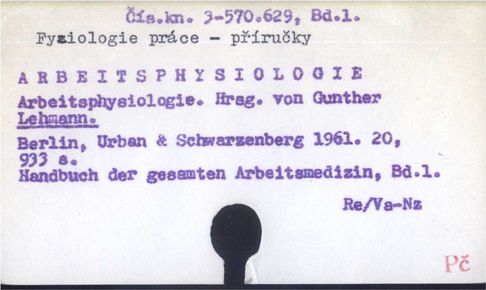 Čís.kn. 3-570.629, Bd.1.
Fyziologie práce - příručky
A R B E I T S P H Y S I O L O G I E
Arbeitsphysiologie. Hrsg. von Gunther
Lehmann.
Berlin, Urban & Schwarzenberg 1961. 20,
933 s.
Handbuch der gesamten Arbeitsmedizin, Bd.1.
Re/Va-Nz
Pč